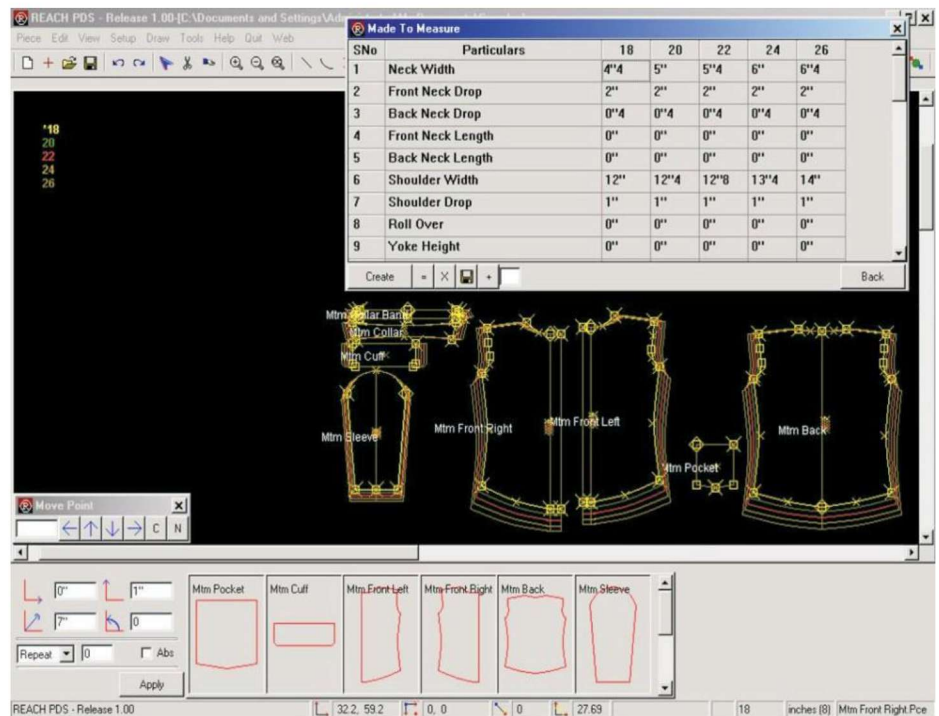 REACH PDS - Release 1.00-[C:\Documents and Settings\Ad
Piece Edit View Setup Draw Tools Help Quit Web
Made To Measure
SNo Particulars 18 20 22 24 26
1 Neck Width 4"4 5" 5"4 6" 6"4
2 Front Neck Drop 2" 2" 2" 2" 2"
3 Back Neck Drop 0"4 0"4 0"4 0"4 0"4
4 Front Neck Length 0" 0" 0" 0" 0"
5 Back Neck Length 0" 0" 0" 0" 0"
6 Shoulder Width 12" 12"4 12"8 13"4 14"
7 Shoulder Drop 1" 1" 1" 1" 1"
8 Roll Over 0" 0" 0" 0" 0"
9 Yoke Height 0" 0" 0" 0" 0"
Create = X + Back
'18
20
22
24
26
Mtm Collar Band
Mtm Collar
Mtm Cuff
Mtm Sleeve
Mtm Front Right
Mtm Front Left
Mtm Pocket
Mtm Back
Move Point
C N
0" 1"
7" 0
Repeat 0 Abs
Apply
Mtm Pocket Mtm Cuff Mtm Front Left Mtm Front Right Mtm Back Mtm Sleeve
REACH PDS - Release 1.00 32.2, 59.2 0, 0 0 27.69 18 inches (8) Mtm Front Right.Pce